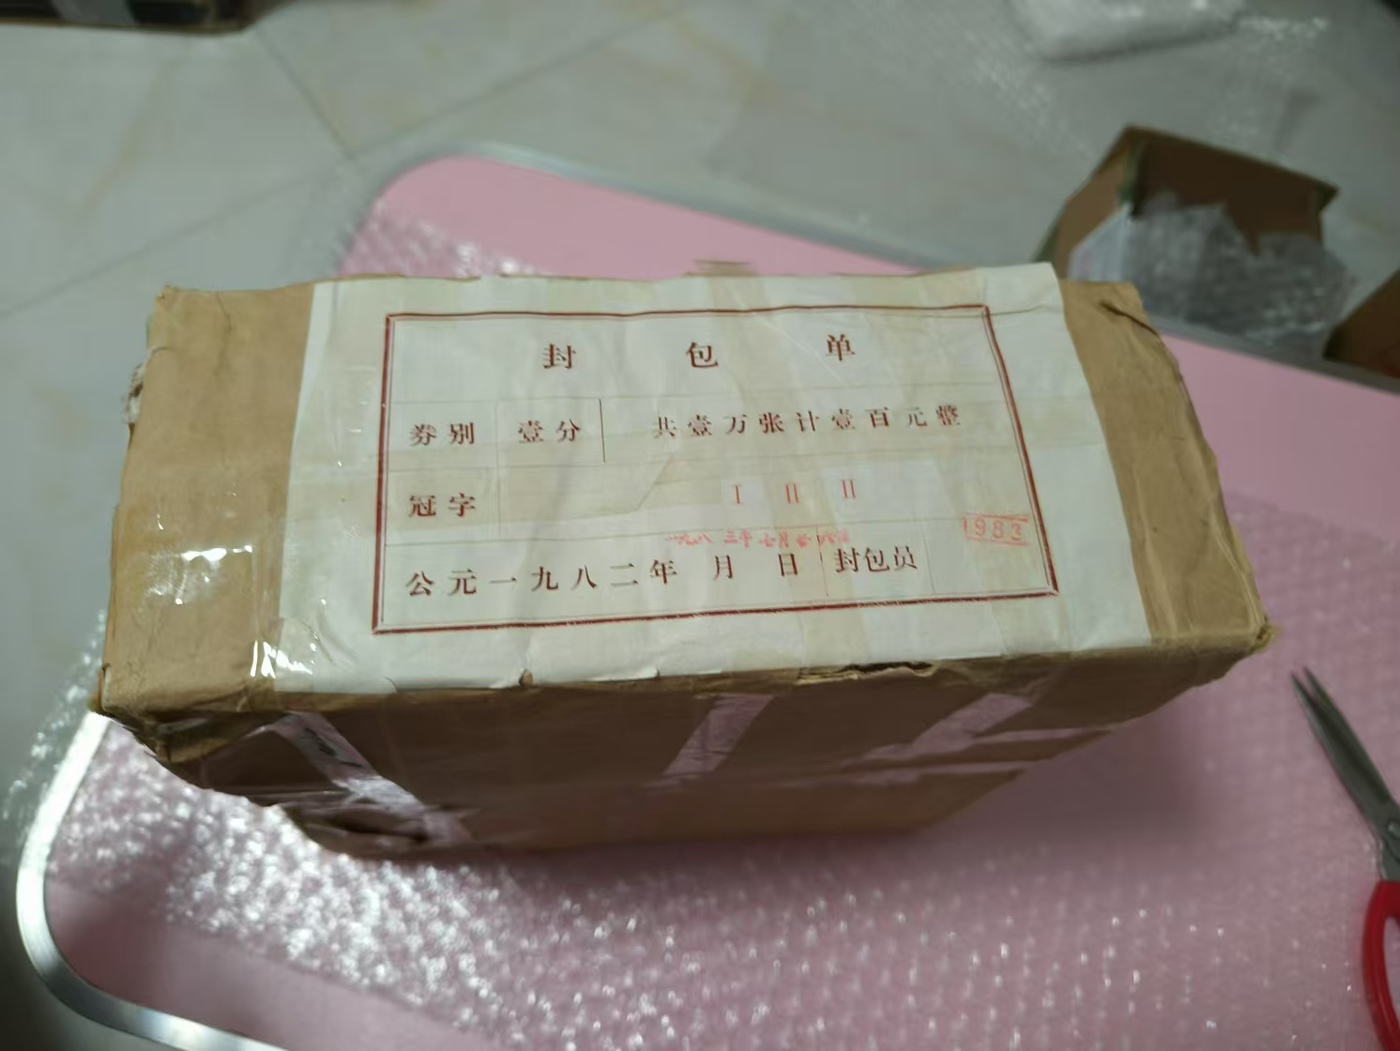 封包单
券别 壹分 共壹万张计壹百元整
冠字 I II II
1983
公元一九八二年 月 日 封包员